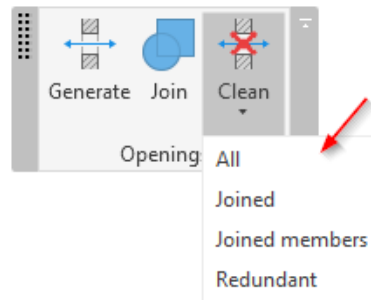 Generate Join Clean
Opening
All
Joined
Joined members
Redundant